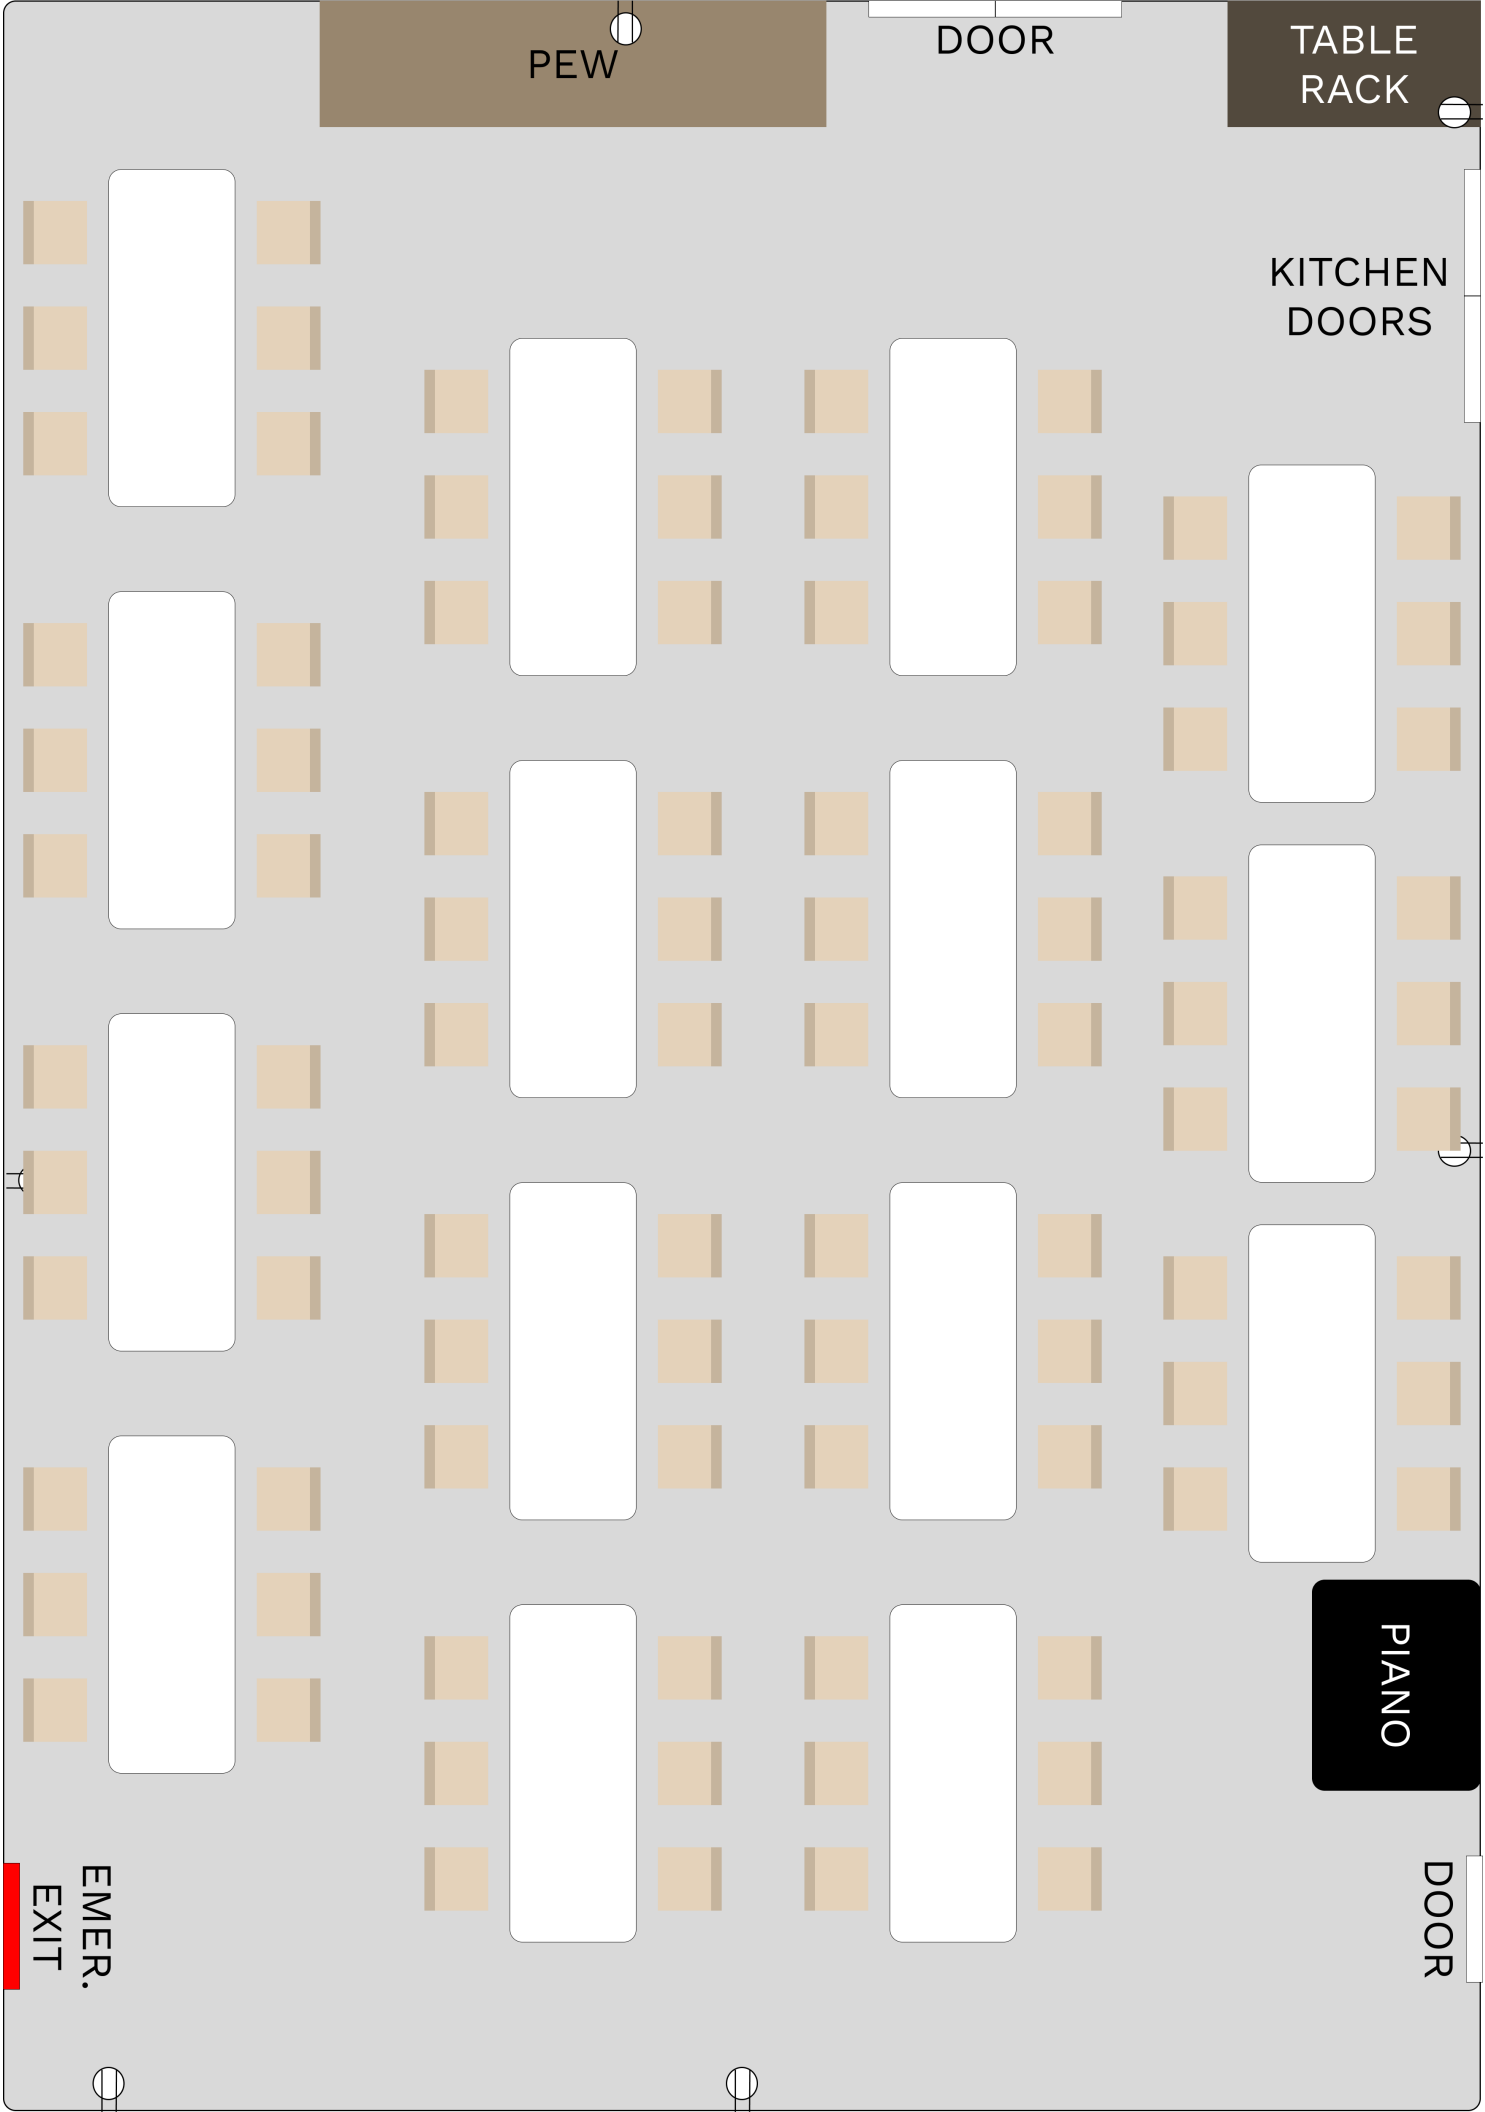 PEW
DOOR
TABLE
RACK
KITCHEN
DOORS
PIANO
EMER.
EXIT
DOOR